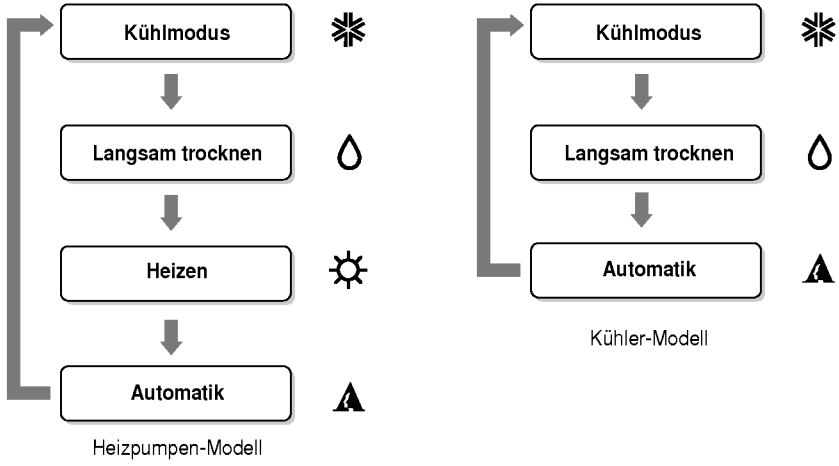 Kühlmodus
Langsam trocknen
Heizen
Automatik
Heizpumpen-Modell
Kühlmodus
Langsam trocknen
Automatik
Kühler-Modell